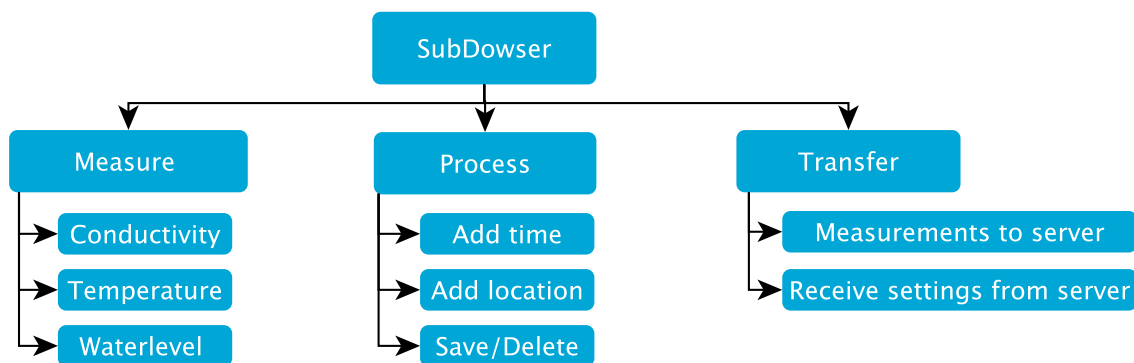 SubDowser
Measure
Process
Transfer
Conductivity
Temperature
Waterlevel
Add time
Add location
Save/Delete
Measurements to server
Receive settings from server